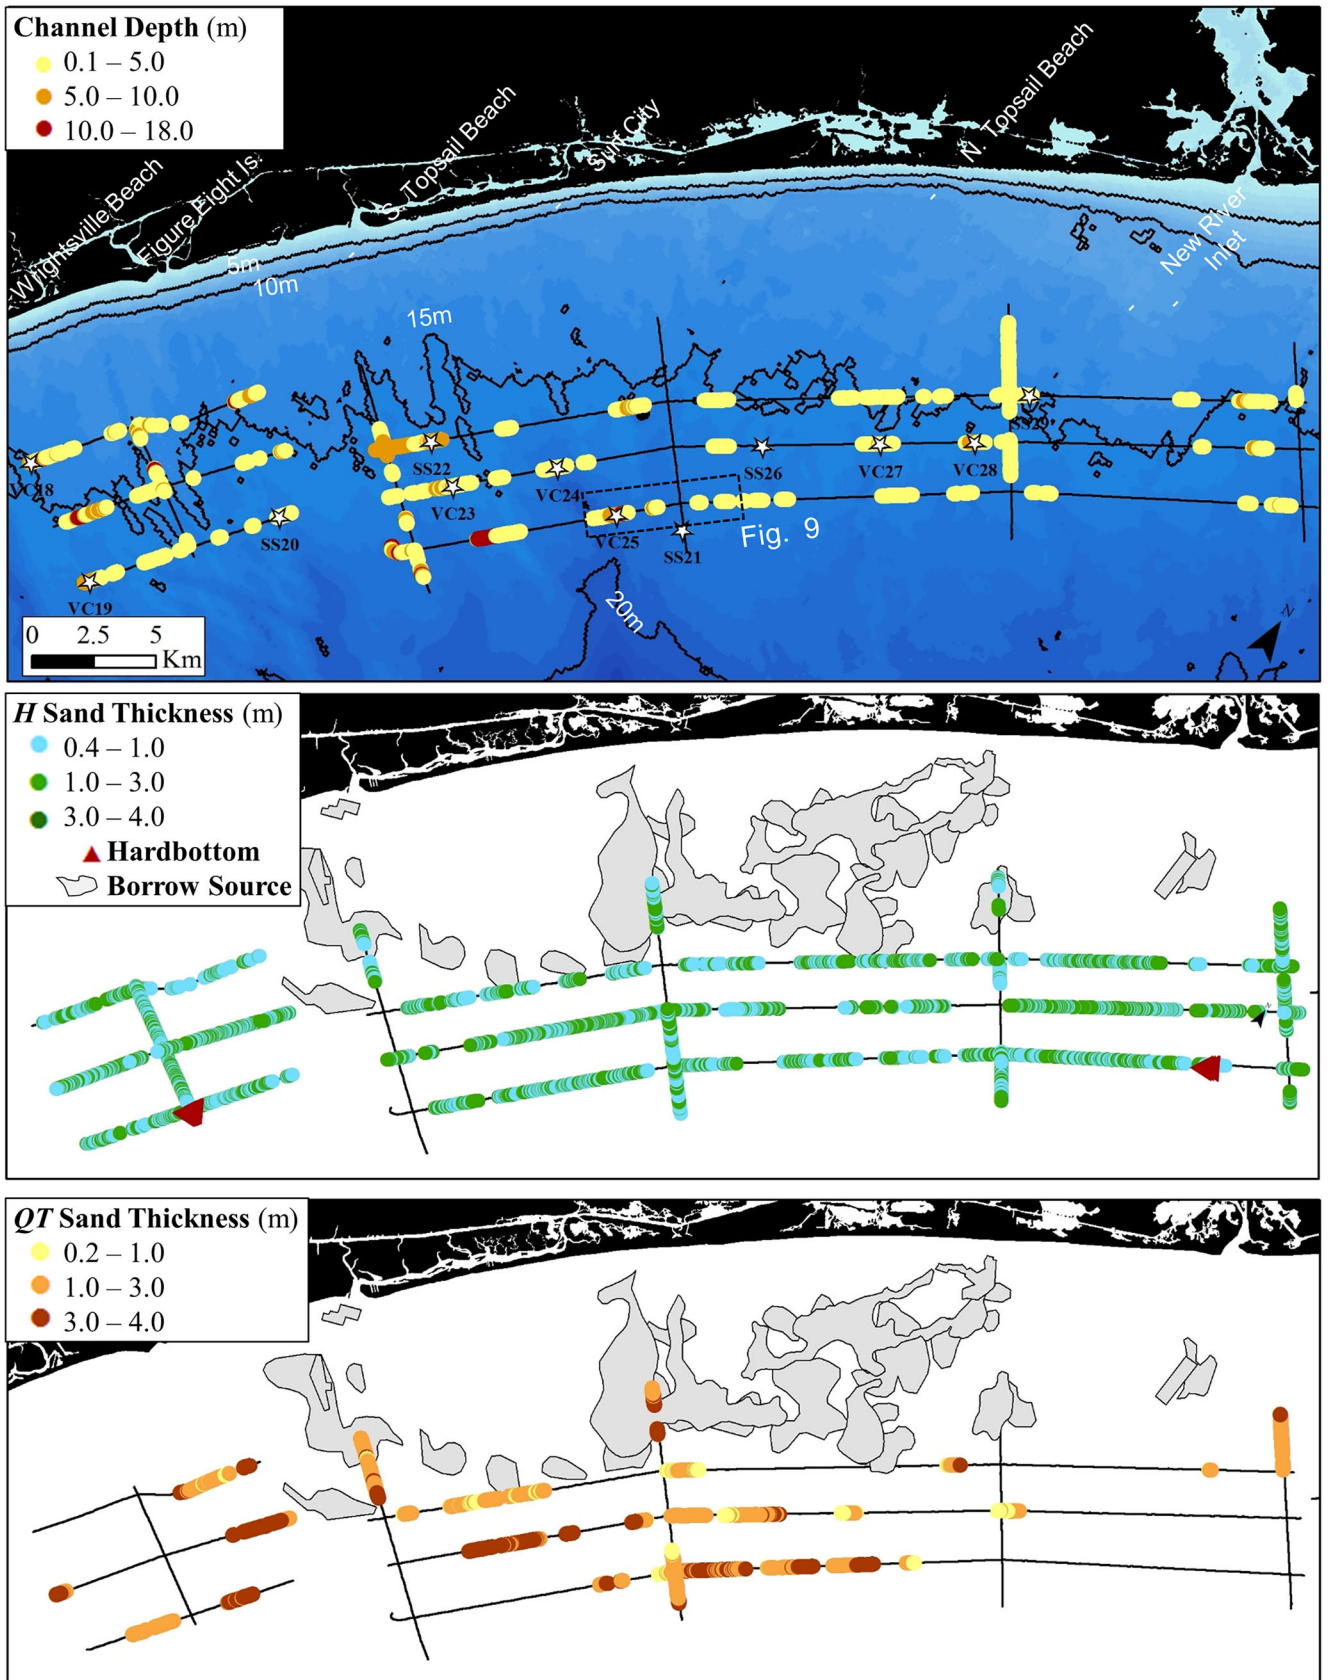 Channel Depth (m)
0.1 – 5.0
5.0 – 10.0
10.0 – 18.0
Wrightsville Beach
Figure Eight Is.
S. Topsail Beach
Surf City
N. Topsail Beach
New River
Inlet
5m
10m
15m
20m
VC18
VC19
SS20
SS22
VC23
VC24
VC25
SS21
SS26
VC27
VC28
SS29
Fig. 9
N
0 2.5 5
Km
H Sand Thickness (m)
0.4 – 1.0
1.0 – 3.0
3.0 – 4.0
Hardbottom
Borrow Source
N
QT Sand Thickness (m)
0.2 – 1.0
1.0 – 3.0
3.0 – 4.0